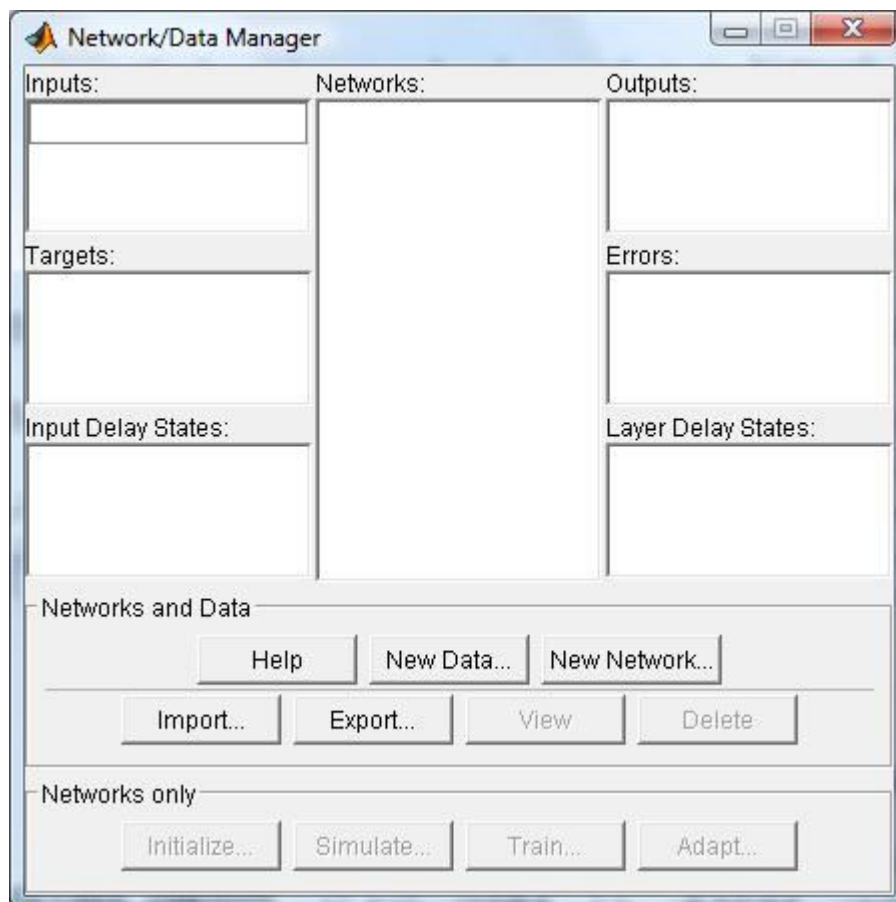 Network/Data Manager
Inputs:
Networks:
Outputs:
Targets:
Errors:
Input Delay States:
Layer Delay States:
Networks and Data
Help
New Data...
New Network...
Import...
Export...
View
Delete
Networks only
Initialize...
Simulate...
Train...
Adapt...